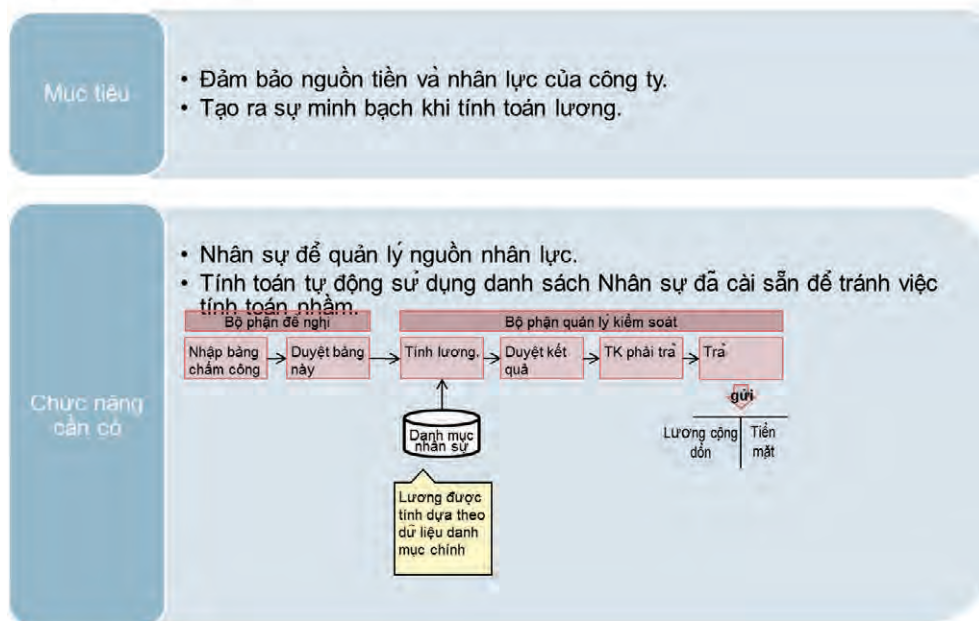 Mục tiêu
• Đảm bảo nguồn tiền và nhân lực của công ty.
• Tạo ra sự minh bạch khi tính toán lương.
Chức năng
cần có
• Nhân sự để quản lý nguồn nhân lực.
• Tính toán tự động sử dụng danh sách Nhân sự đã cài sẵn để tránh việc
tính toán nhầm.
Bộ phận đề nghị
Bộ phận quản lý kiểm soát
Nhập bảng
chấm công
Duyệt bảng
này
Tính lương.
Duyệt kết
quả
TK phải trả
Trả
gửi
Danh mục
nhân sự
Lương cộng
dồn
Tiền
mặt
Lương được
tính dựa theo
dữ liệu danh
mục chính